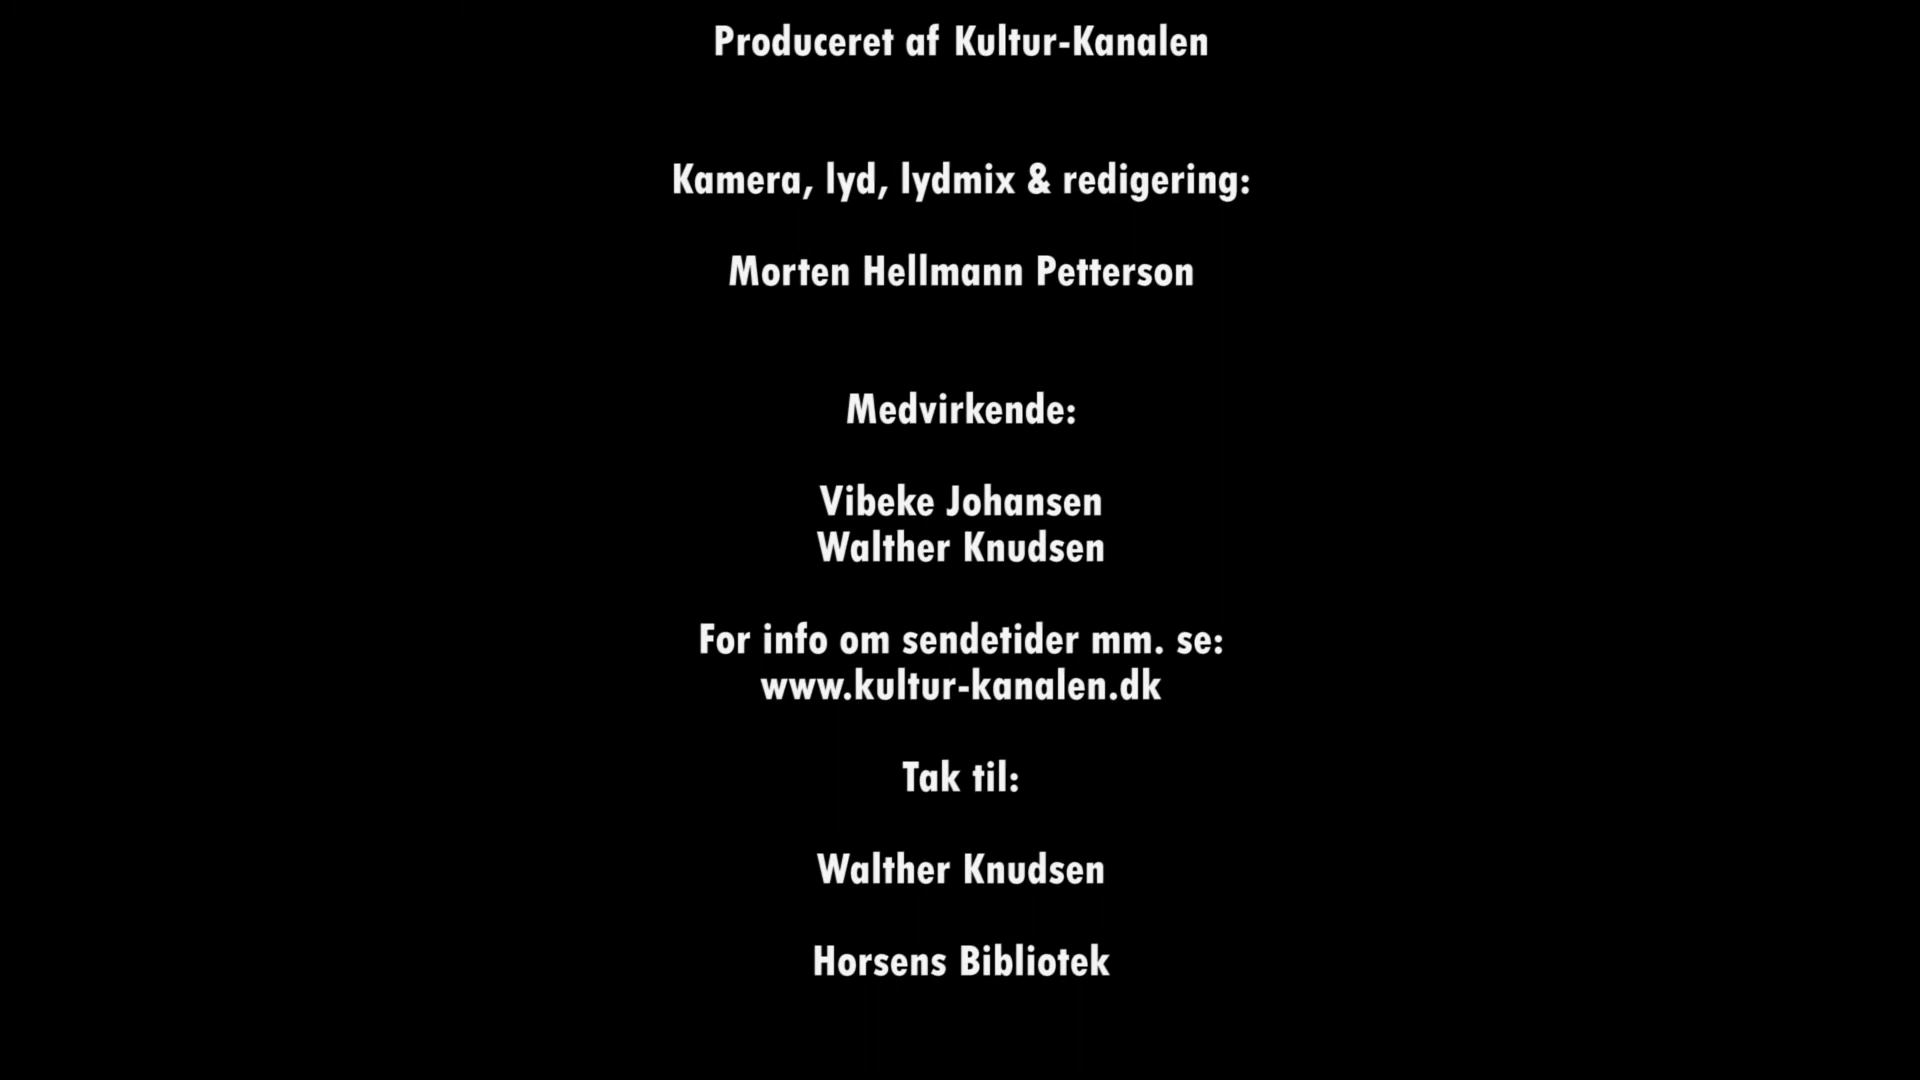 Produceret af Kultur-Kanalen
Kamera, lyd, lydmix & redigering:
Morten Hellmann Petterson
Medvirkende:
Vibeke Johansen
Walther Knudsen
For info om sendetider mm. se:
www.kultur-kanalen.dk
Tak til:
Walther Knudsen
Horsens Bibliotek